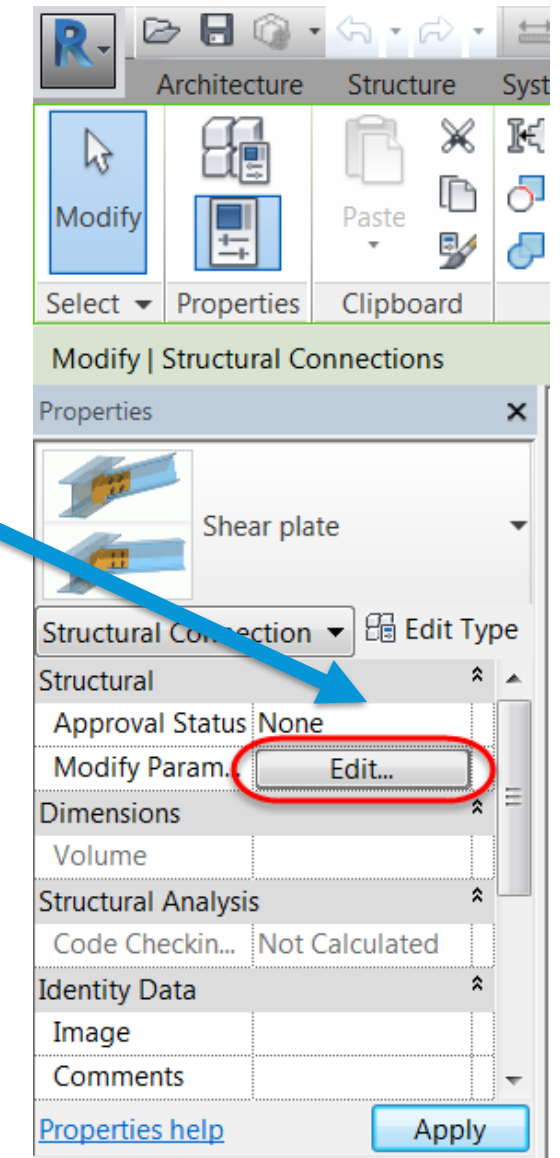 Architecture Structure Syst
Modify
Paste
Select Properties Clipboard
Modify | Structural Connections
Properties
Shear plate
Structural Connection Edit Type
Structural
Approval Status None
Modify Param... Edit...
Dimensions
Volume
Structural Analysis
Code Checkin... Not Calculated
Identity Data
Image
Comments
Properties help Apply